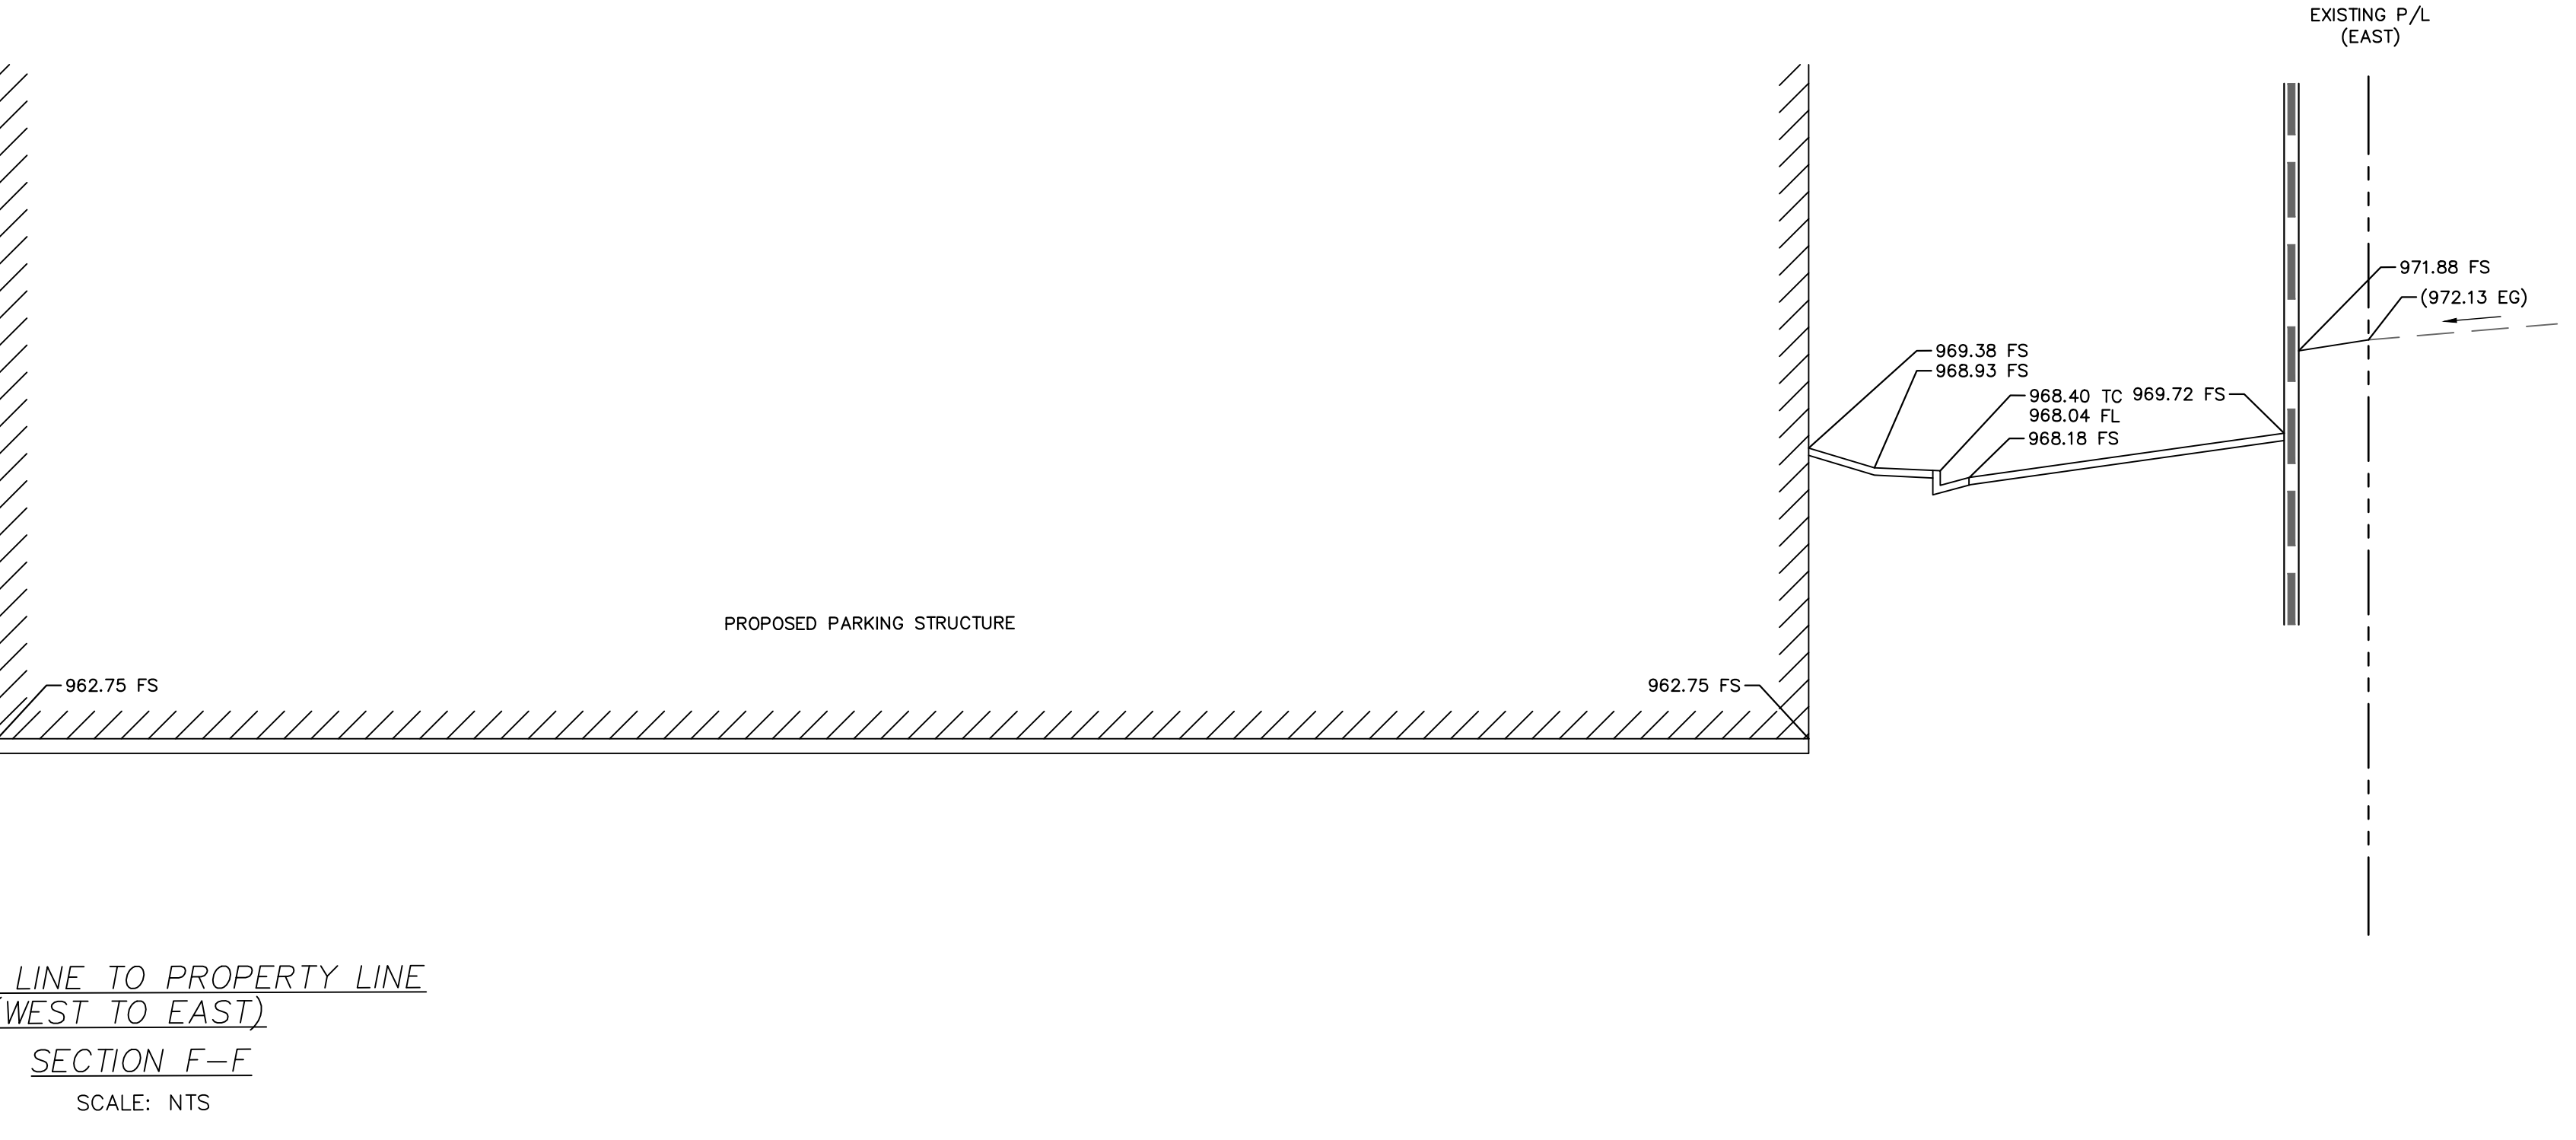 EXISTING P/L
(EAST)
971.88 FS
(972.13 EG)
969.38 FS
968.93 FS
968.40 TC
969.72 FS
968.04 FL
968.18 FS
PROPOSED PARKING STRUCTURE
962.75 FS
962.75 FS
LINE TO PROPERTY LINE
(WEST TO EAST)
SECTION F-F
SCALE: NTS